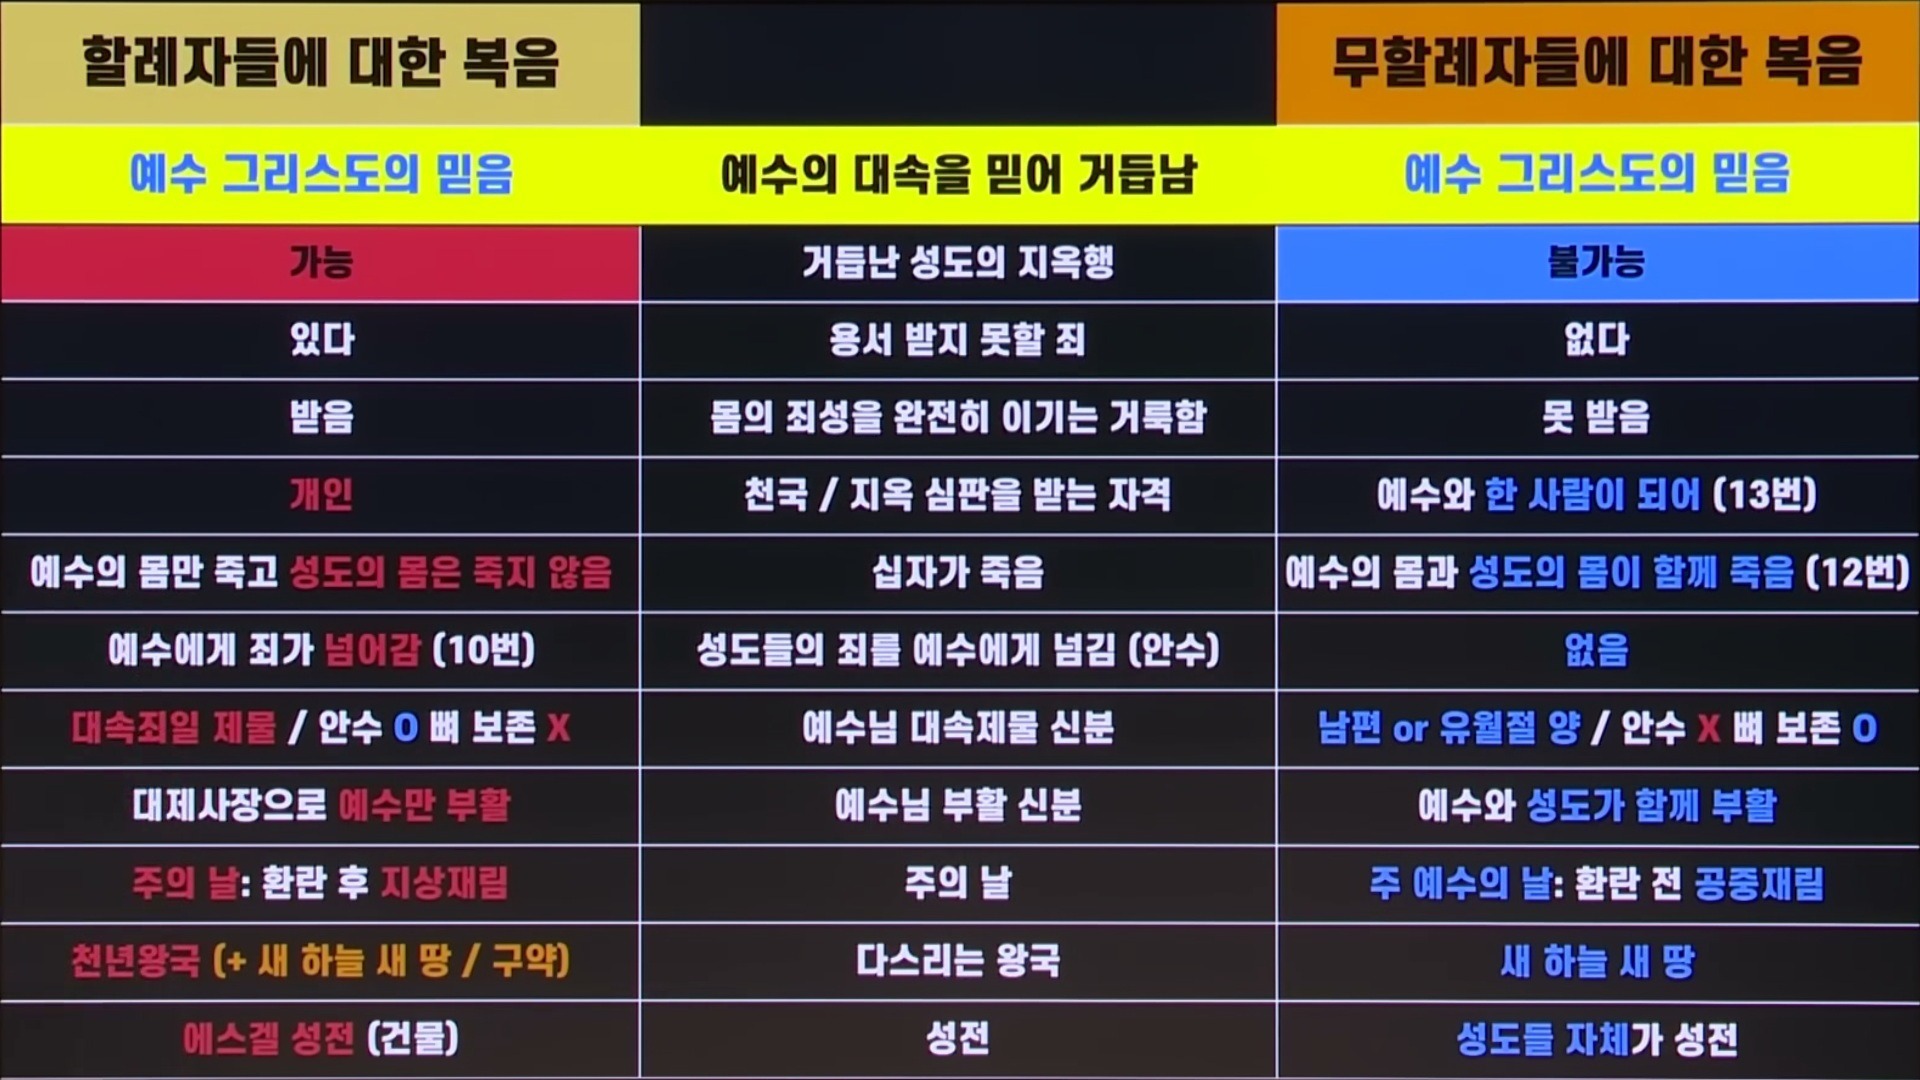 할례자들에 대한 복음 무할례자들에 대한 복음
예수 그리스도의 믿음 예수의 대속을 믿어 거듭남 예수 그리스도의 믿음
가능 거듭난 성도의 지옥행 불가능
있다 용서 받지 못할 죄 없다
받음 몸의 죄성을 완전히 이기는 거룩함 못 받음
개인 천국 / 지옥 심판을 받는 자격 예수와 한 사람이 되어 (13번)
예수의 몸만 죽고 성도의 몸은 죽지 않음 십자가 죽음 예수의 몸과 성도의 몸이 함께 죽음 (12번)
예수에게 죄가 넘어감 (10번) 성도들의 죄를 예수에게 넘김 (안수) 없음
대속죄일 제물 / 안수 O 뼈 보존 X 예수님 대속제물 신분 남편 or 유월절 양 / 안수 X 뼈 보존 O
대제사장으로 예수만 부활 예수님 부활 신분 예수와 성도가 함께 부활
주의 날: 환란 후 지상재림 주의 날 주 예수의 날: 환란 전 공중재림
천년왕국 (+ 새 하늘 새 땅 / 구약) 다스리는 왕국 새 하늘 새 땅
에스겔 성전 (건물) 성전 성도들 자체가 성전